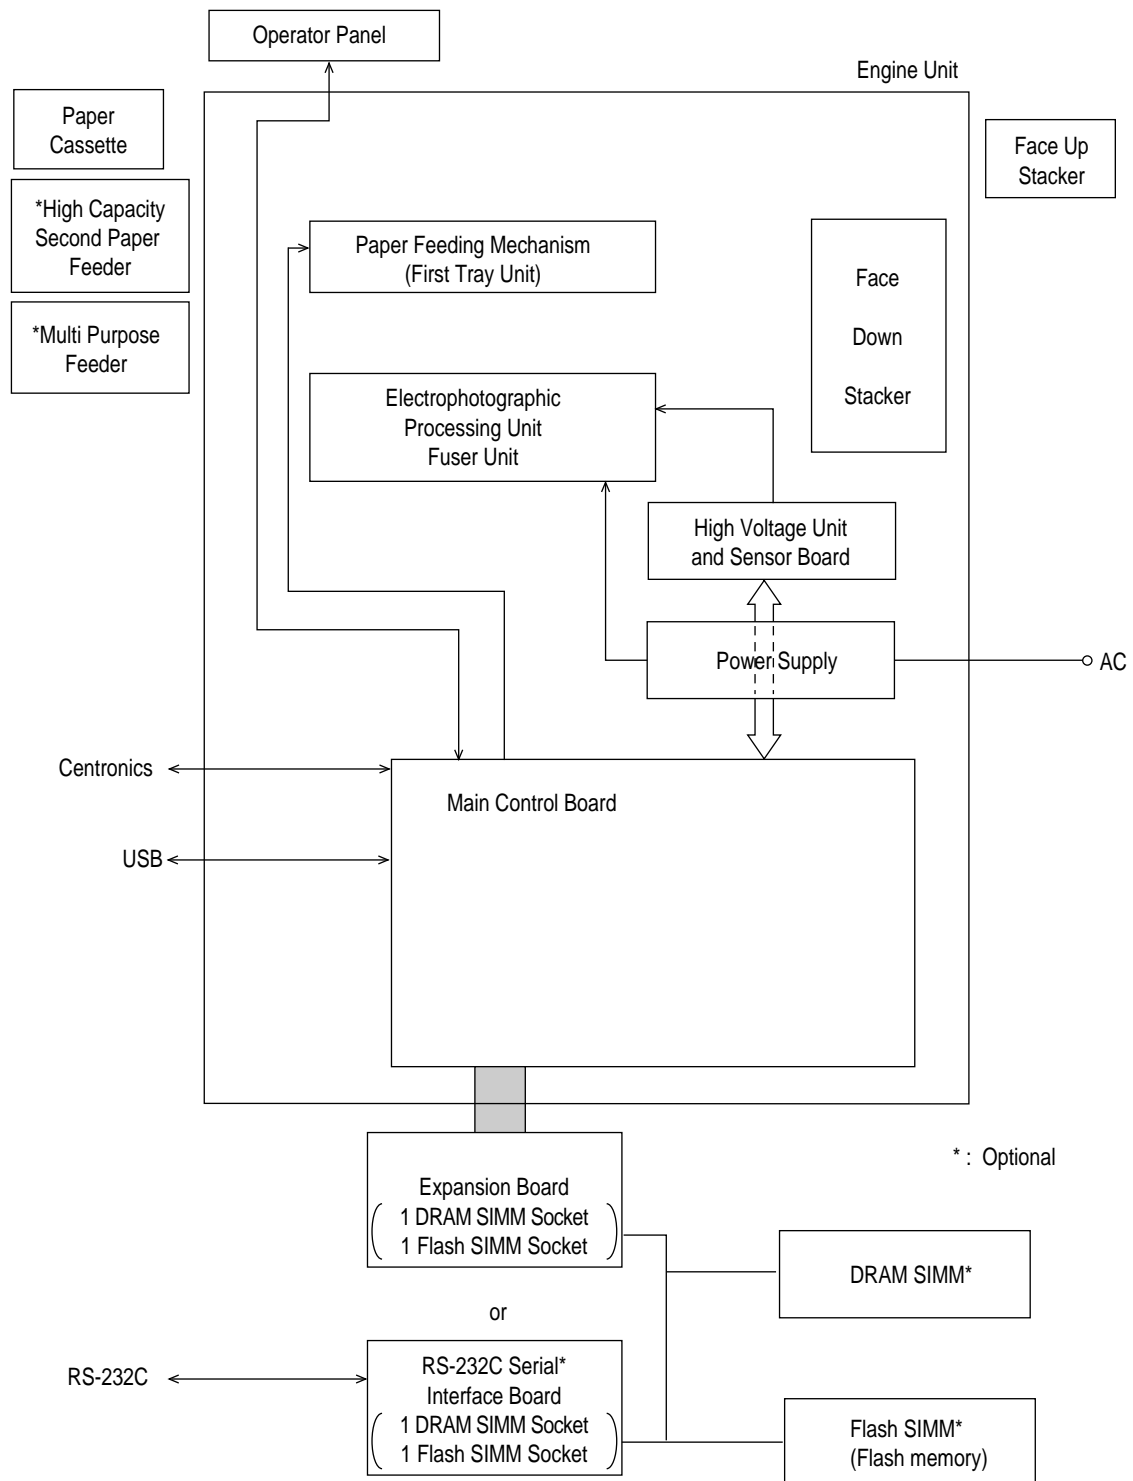 Operator Panel
Engine Unit
Paper
Cassette
Face Up
Stacker
*High Capacity
Second Paper
Feeder
Paper Feeding Mechanism
(First Tray Unit)
Face
Down
Stacker
*Multi Purpose
Feeder
Electrophotographic
Processing Unit
Fuser Unit
High Voltage Unit
and Sensor Board
Power Supply
AC
Centronics
Main Control Board
USB
* : Optional
Expansion Board
( 1 DRAM SIMM Socket
1 Flash SIMM Socket )
DRAM SIMM*
or
RS-232C
RS-232C Serial*
Interface Board
( 1 DRAM SIMM Socket
1 Flash SIMM Socket )
Flash SIMM*
(Flash memory)